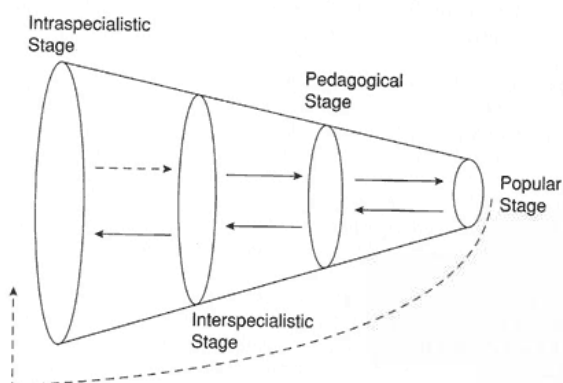 Intraspecialistic
Stage
Pedagogical
Stage
Popular
Stage
Interspecialistic
Stage